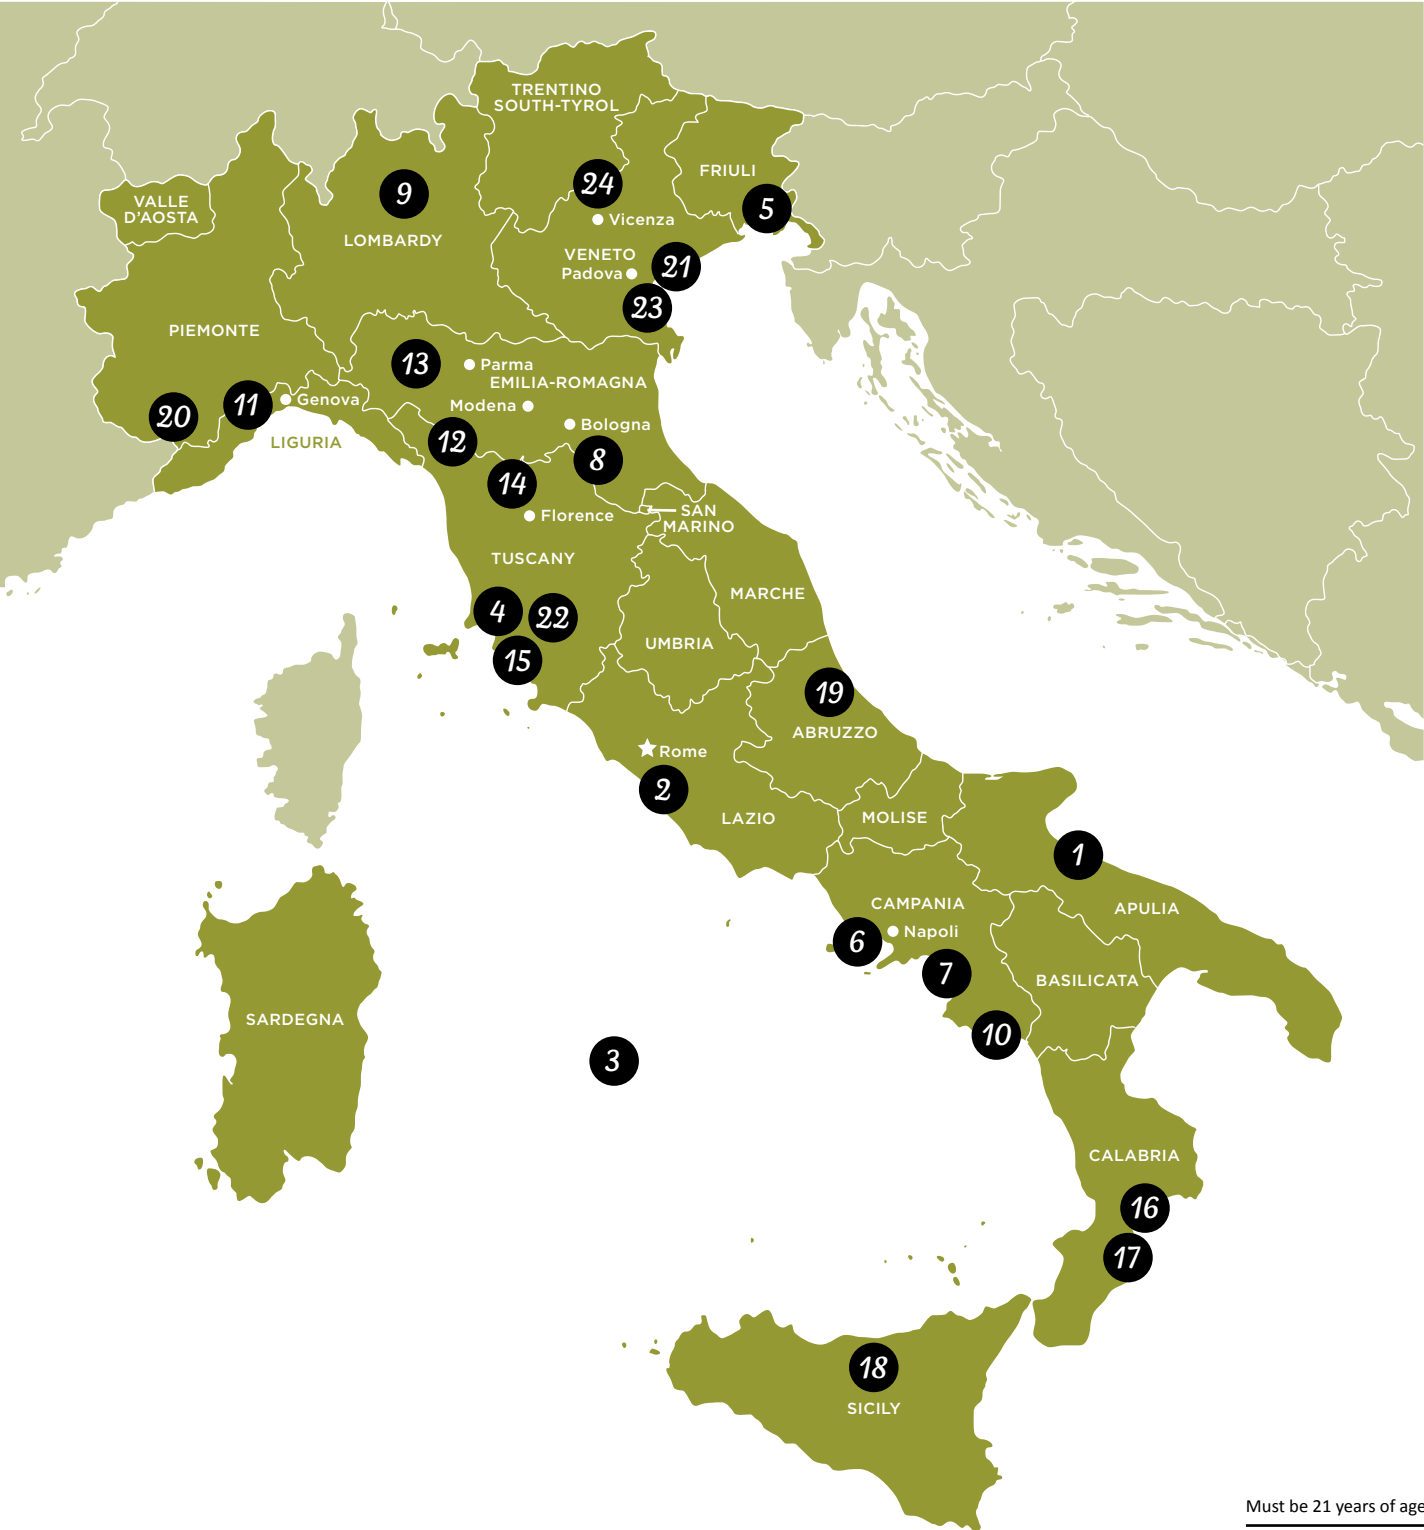 TRENTINO
SOUTH-TYROL
FRIULI
24
9
VALLE
D'AOSTA
5
Vicenza
LOMBARDY
VENETO
Padova
21
23
PIEMONTE
13
Parma
EMILIA-ROMAGNA
Genova
11
Modena
20
Bologna
LIGURIA
12
8
14
SAN
MARINO
Florence
TUSCANY
MARCHE
4
22
UMBRIA
15
19
ABRUZZO
Rome
2
LAZIO
MOLISE
1
CAMPANIA
APULIA
Napoli
6
7
BASILICATA
SARDEGNA
10
3
CALABRIA
16
17
18
SICILY
Must be 21 years of age